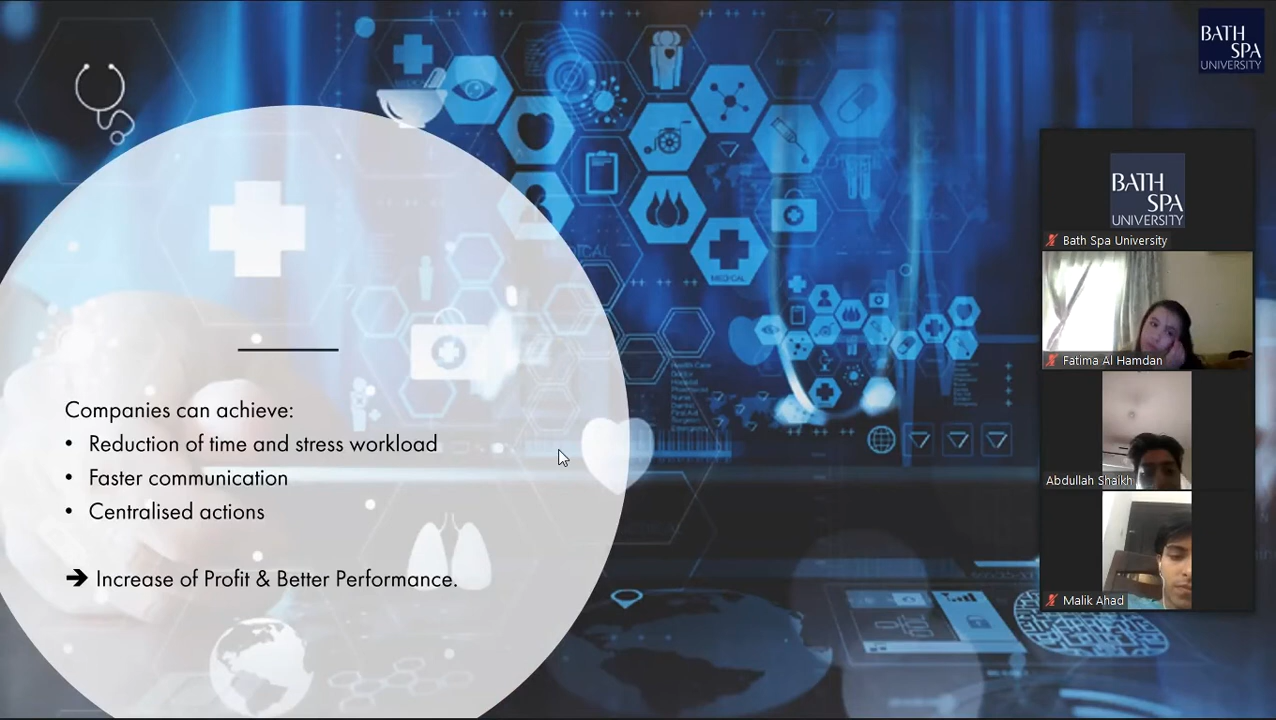 BATH
SPA
UNIVERSITY
MEDICAL
Companies can achieve:
• Reduction of time and stress workload
• Faster communication
• Centralised actions
➔ Increase of Profit & Better Performance.
BATH
SPA
UNIVERSITY
Bath Spa University
Fatima Al Hamdan
Abdullah Shaikh
Malik Ahad